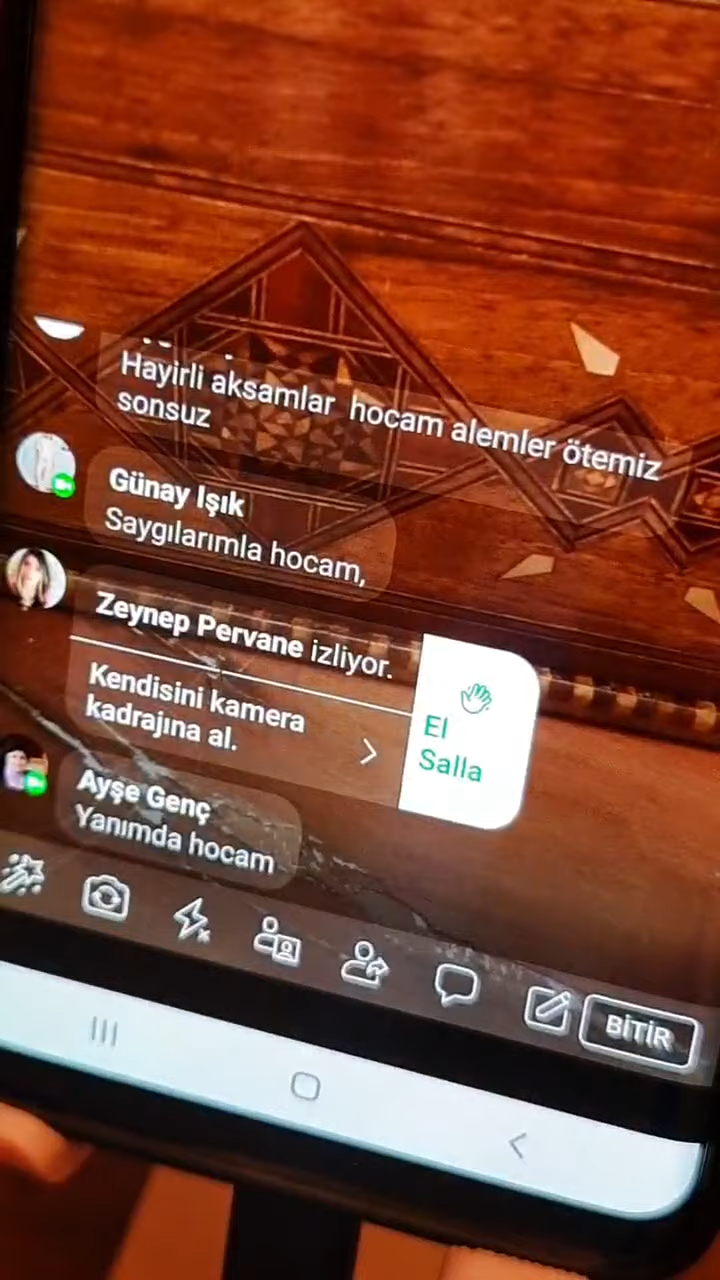 Hayirli aksamlar hocam alemler ötemiz
sonsuz
Günay Işık
Saygılarımla hocam,
Zeynep Pervane izliyor.
Kendisini kamera
kadrajına al.
El
Salla
Ayşe Genç
Yanımda hocam
BİTİR